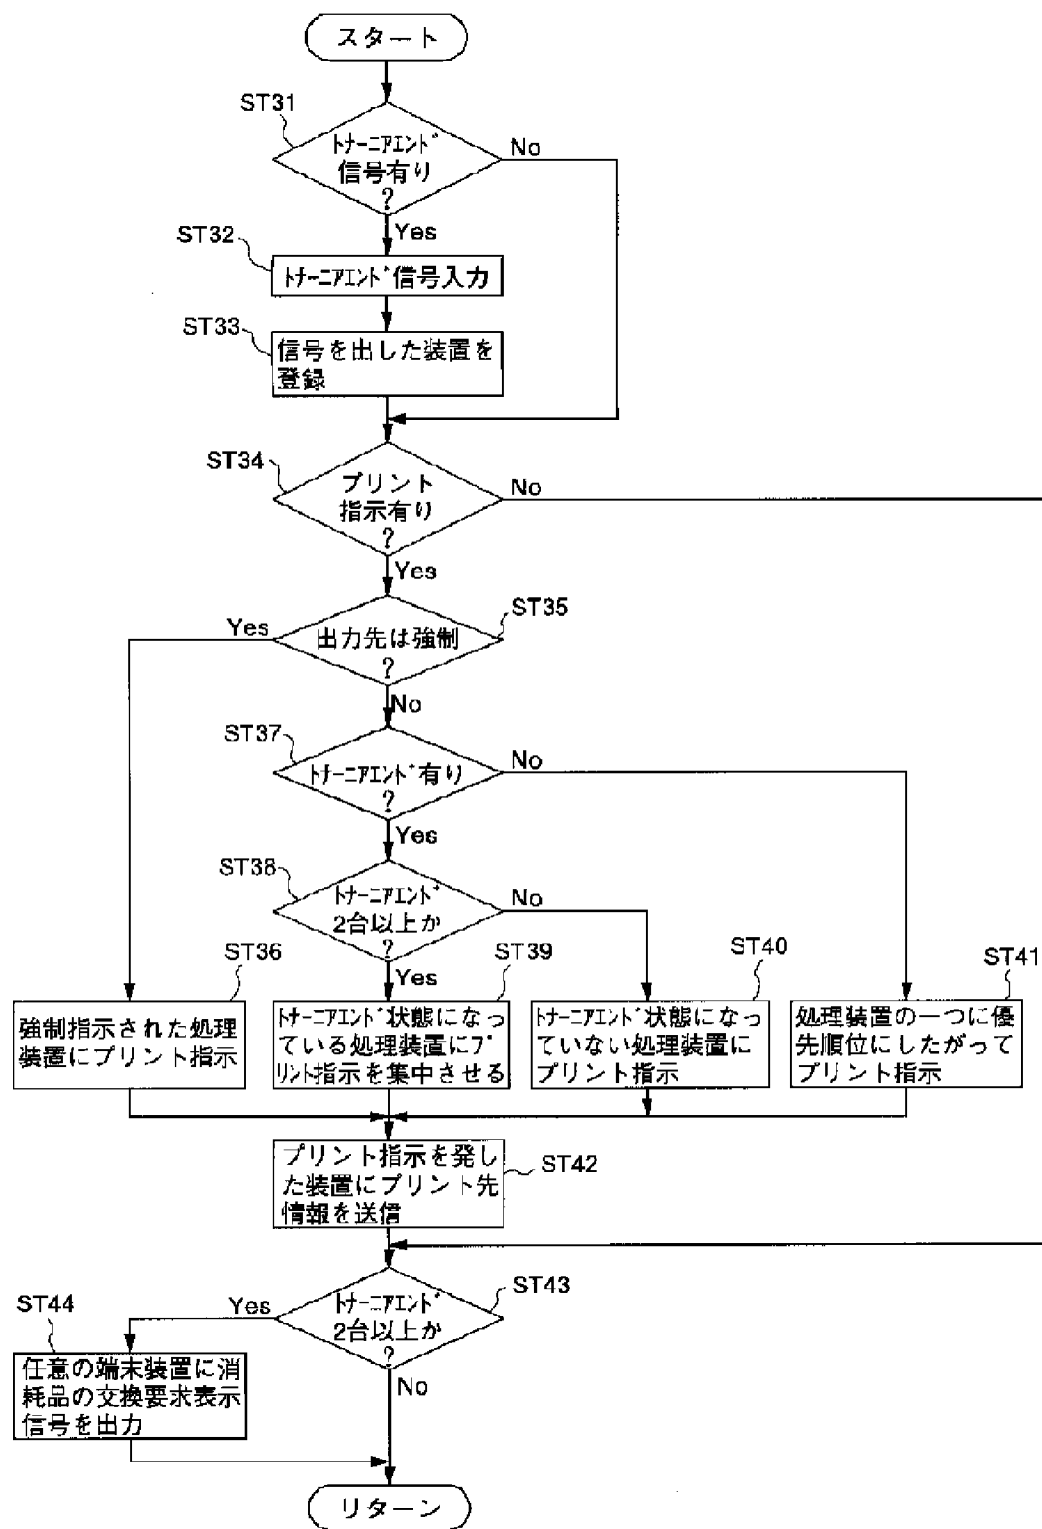 スタート
ST31
トナーニアエンド
信号有り
?
No
Yes
ST32
トナーニアエンド信号入力
ST33
信号を出した装置を
登録
ST34
プリント
指示有り
?
No
Yes
ST35
出力先は強制
?
Yes
No
ST37
トナーニアエンド有り
?
No
Yes
ST38
トナーニアエンド
2台以上か
?
No
Yes
ST36
強制指示された処理
装置にプリント指示
ST39
トナーニアエンド状態になっ
ている処理装置にプ
リント指示を集中させる
ST40
トナーニアエンド状態になっ
ていない処理装置に
プリント指示
ST41
処理装置の一つに優
先順位にしたがって
プリント指示
ST42
プリント指示を発し
た装置にプリント先
情報を送信
ST43
トナーニアエンド
2台以上か
?
Yes
No
ST44
任意の端末装置に消
耗品の交換要求表示
信号を出力
リターン